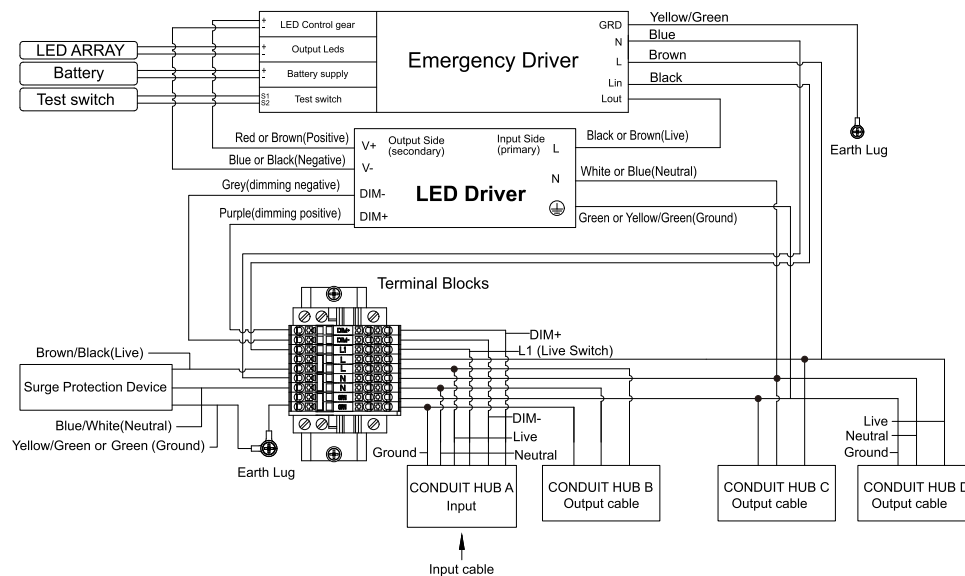 LED ARRAY
Battery
Test switch
+
-
LED Control gear
+
-
Output Leds
+
-
Battery supply
S1
S2
Test switch
Emergency Driver
GRD
N
L
Lin
Lout
Yellow/Green
Blue
Brown
Black
Earth Lug
Red or Brown(Positive)
Blue or Black(Negative)
Grey(dimming negative)
Purple(dimming positive)
V+
V-
DIM-
DIM+
Output Side
(secondary)
Input Side
(primary)
L
N
LED Driver
Black or Brown(Live)
White or Blue(Neutral)
Green or Yellow/Green(Ground)
Terminal Blocks
DIM+
DIM-
L1
L
L
N
N
Brown/Black(Live)
Surge Protection Device
Blue/White(Neutral)
Yellow/Green or Green (Ground)
Earth Lug
DIM+
L1 (Live Switch)
DIM-
Live
Neutral
Ground
Live
Neutral
Ground
CONDUIT HUB A
Input
CONDUIT HUB B
Output cable
CONDUIT HUB C
Output cable
CONDUIT HUB D
Output cable
Input cable